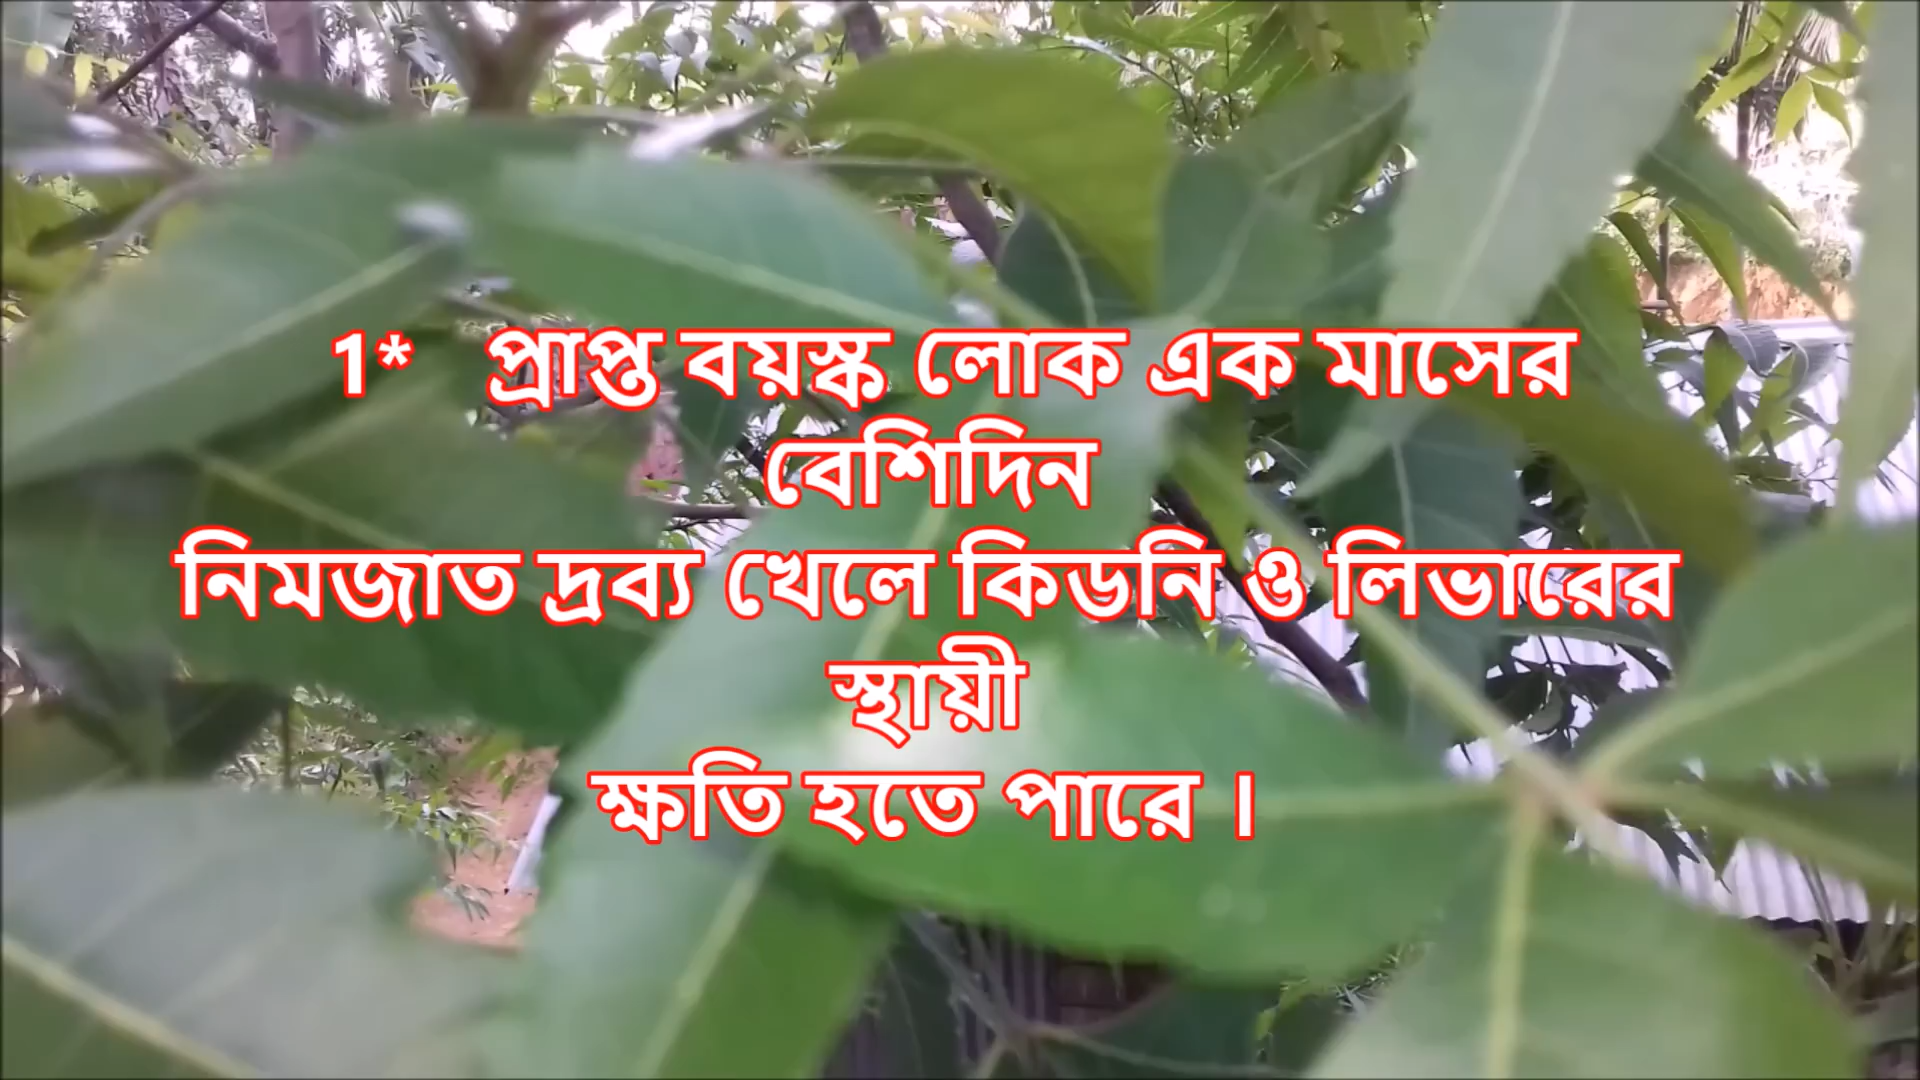 1* প্রাপ্ত বয়স্ক লোক এক মাসের
বেশিদিন
নিমজাত দ্রব্য খেলে কিডনি ও লিভারের
স্থায়ী
ক্ষতি হতে পারে ।